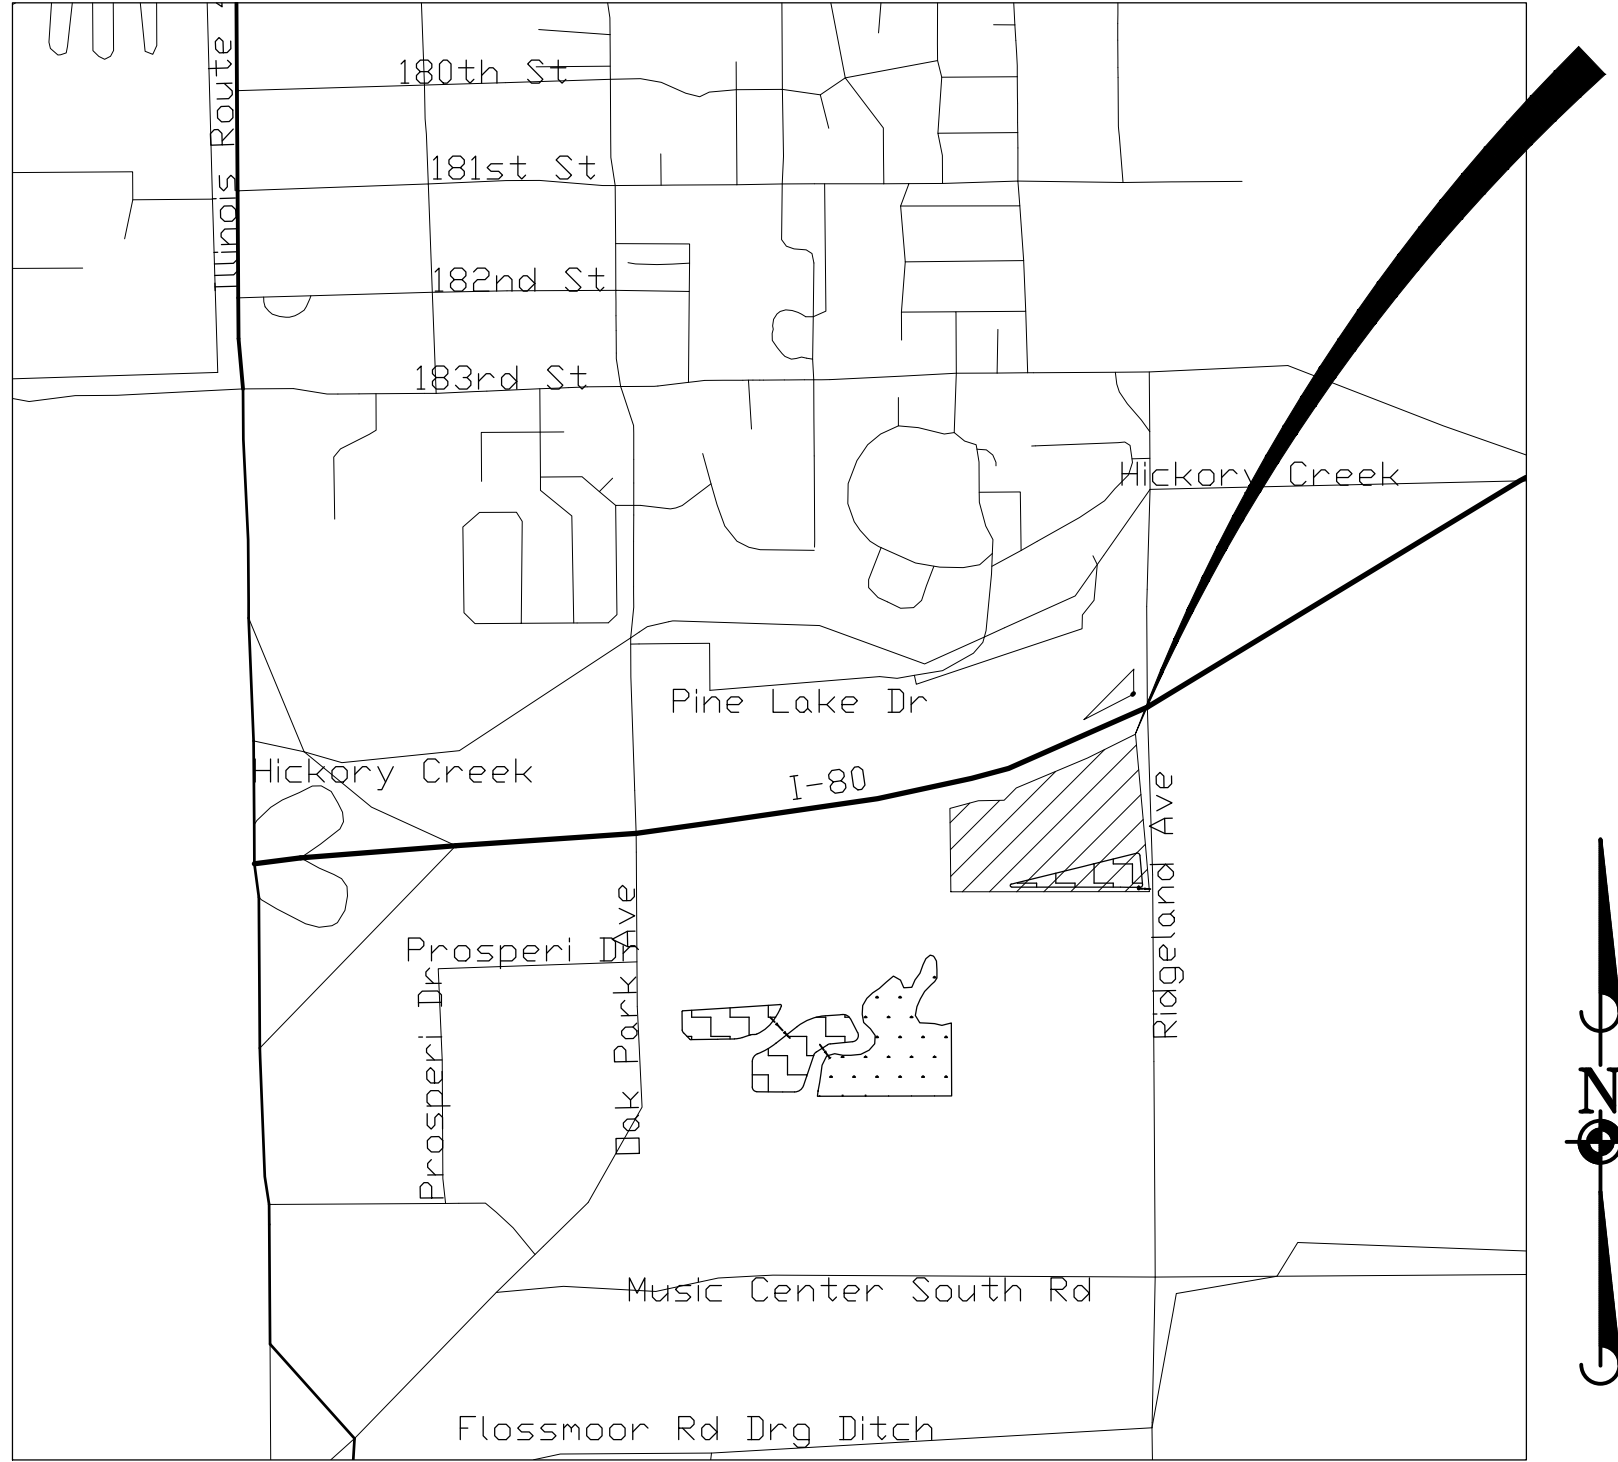 Illinois Route
180th St
181st St
182nd St
183rd St
Hickory Creek
Pine Lake Dr
Hickory Creek
I-80
Ridgeland Ave
Prosperi Dr
Oak Park Ave
Prosperi Dr
N
Music Center South Rd
Flossmoor Rd Drg Ditch